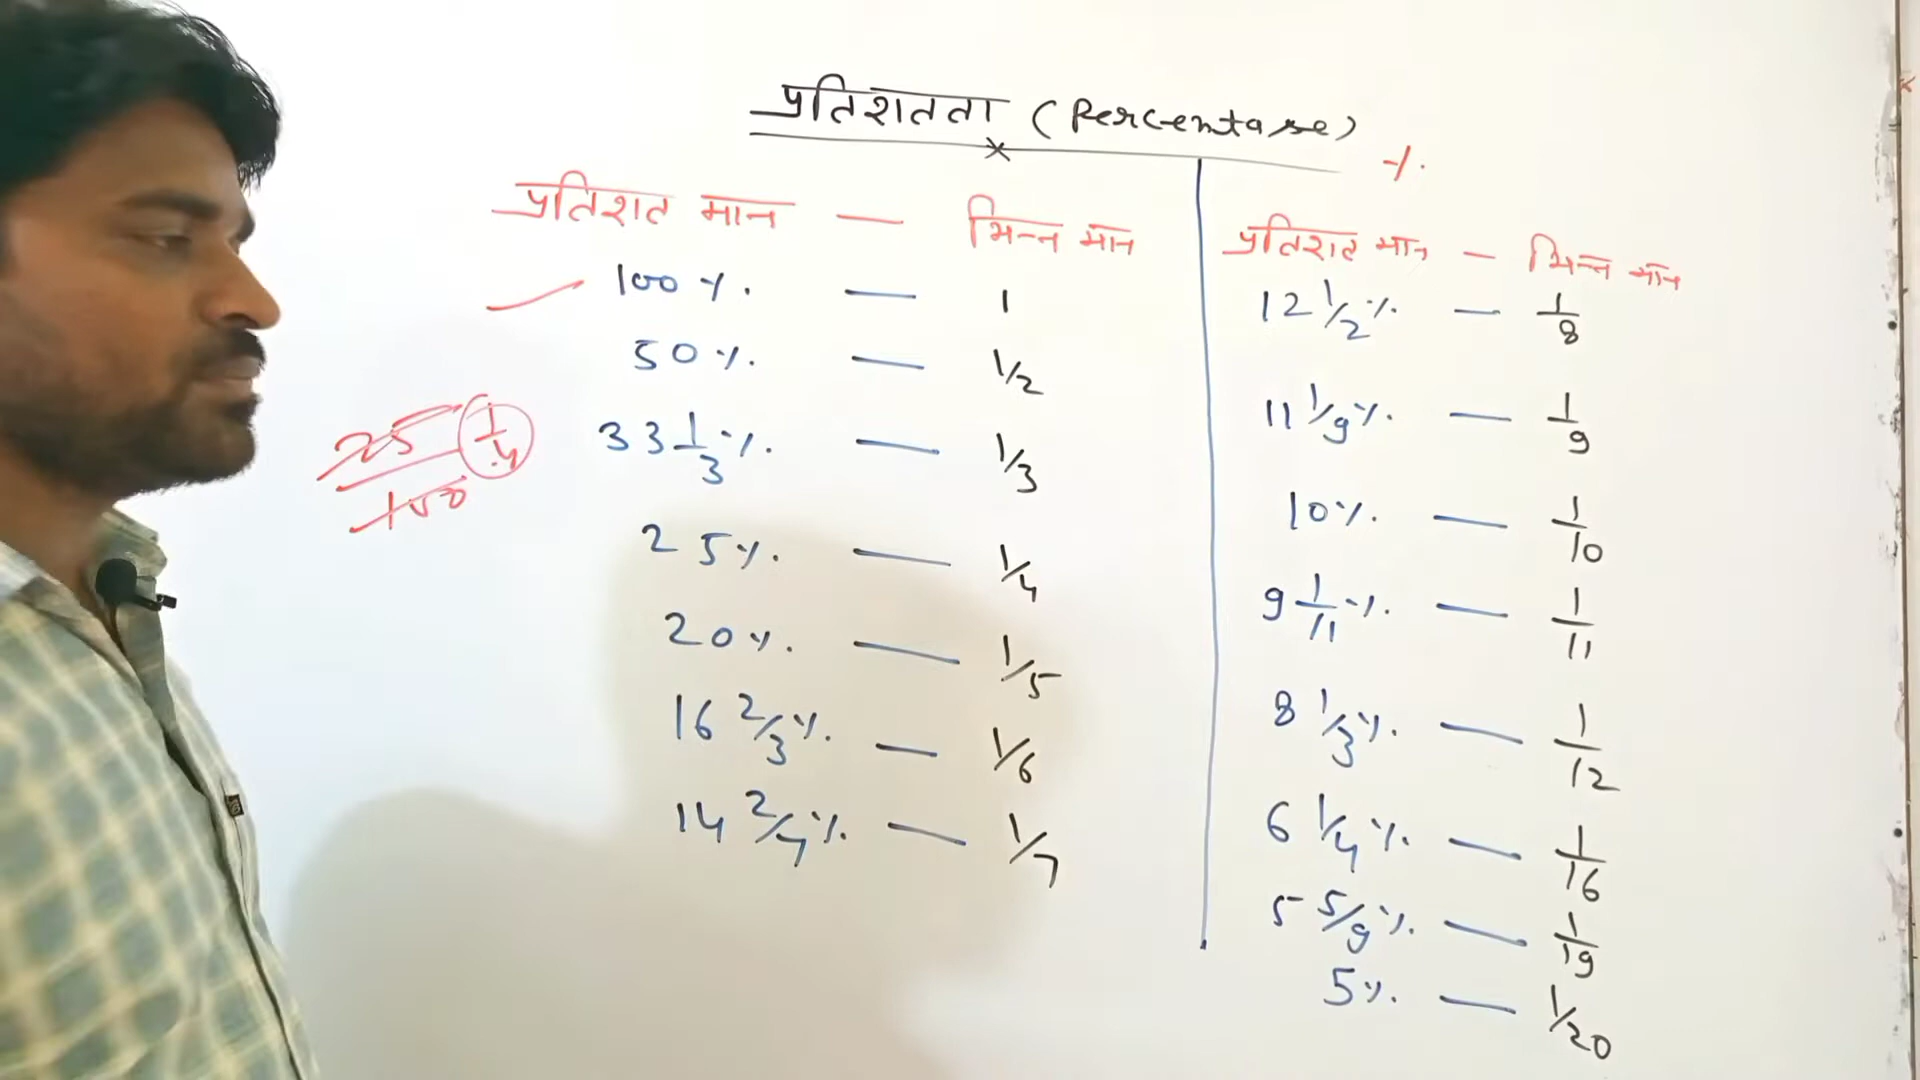 प्रतिशतता (Percentage)
%
प्रतिशत मान — भिन्न मान
100 % — 1
50 % — 1/2
33 1/3 % — 1/3
25 % — 1/4
20 % — 1/5
16 2/3 % — 1/6
14 2/7 % — 1/7
25/100 1/4
प्रतिशत मान — भिन्न मान
12 1/2 % — 1/8
11 1/9 % — 1/9
10 % — 1/10
9 1/11 % — 1/11
8 1/3 % — 1/12
6 1/4 % — 1/16
5 5/9 % — 1/19
5 % — 1/20